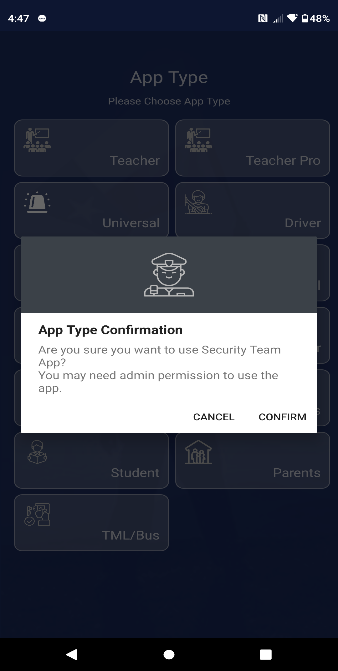 4:47
48%
App Type
Please Choose App Type
Teacher
Teacher Pro
Universal
Driver
App Type Confirmation
Are you sure you want to use Security Team
App?
You may need admin permission to use the
app.
CANCEL
CONFIRM
Student
Parents
TML/Bus